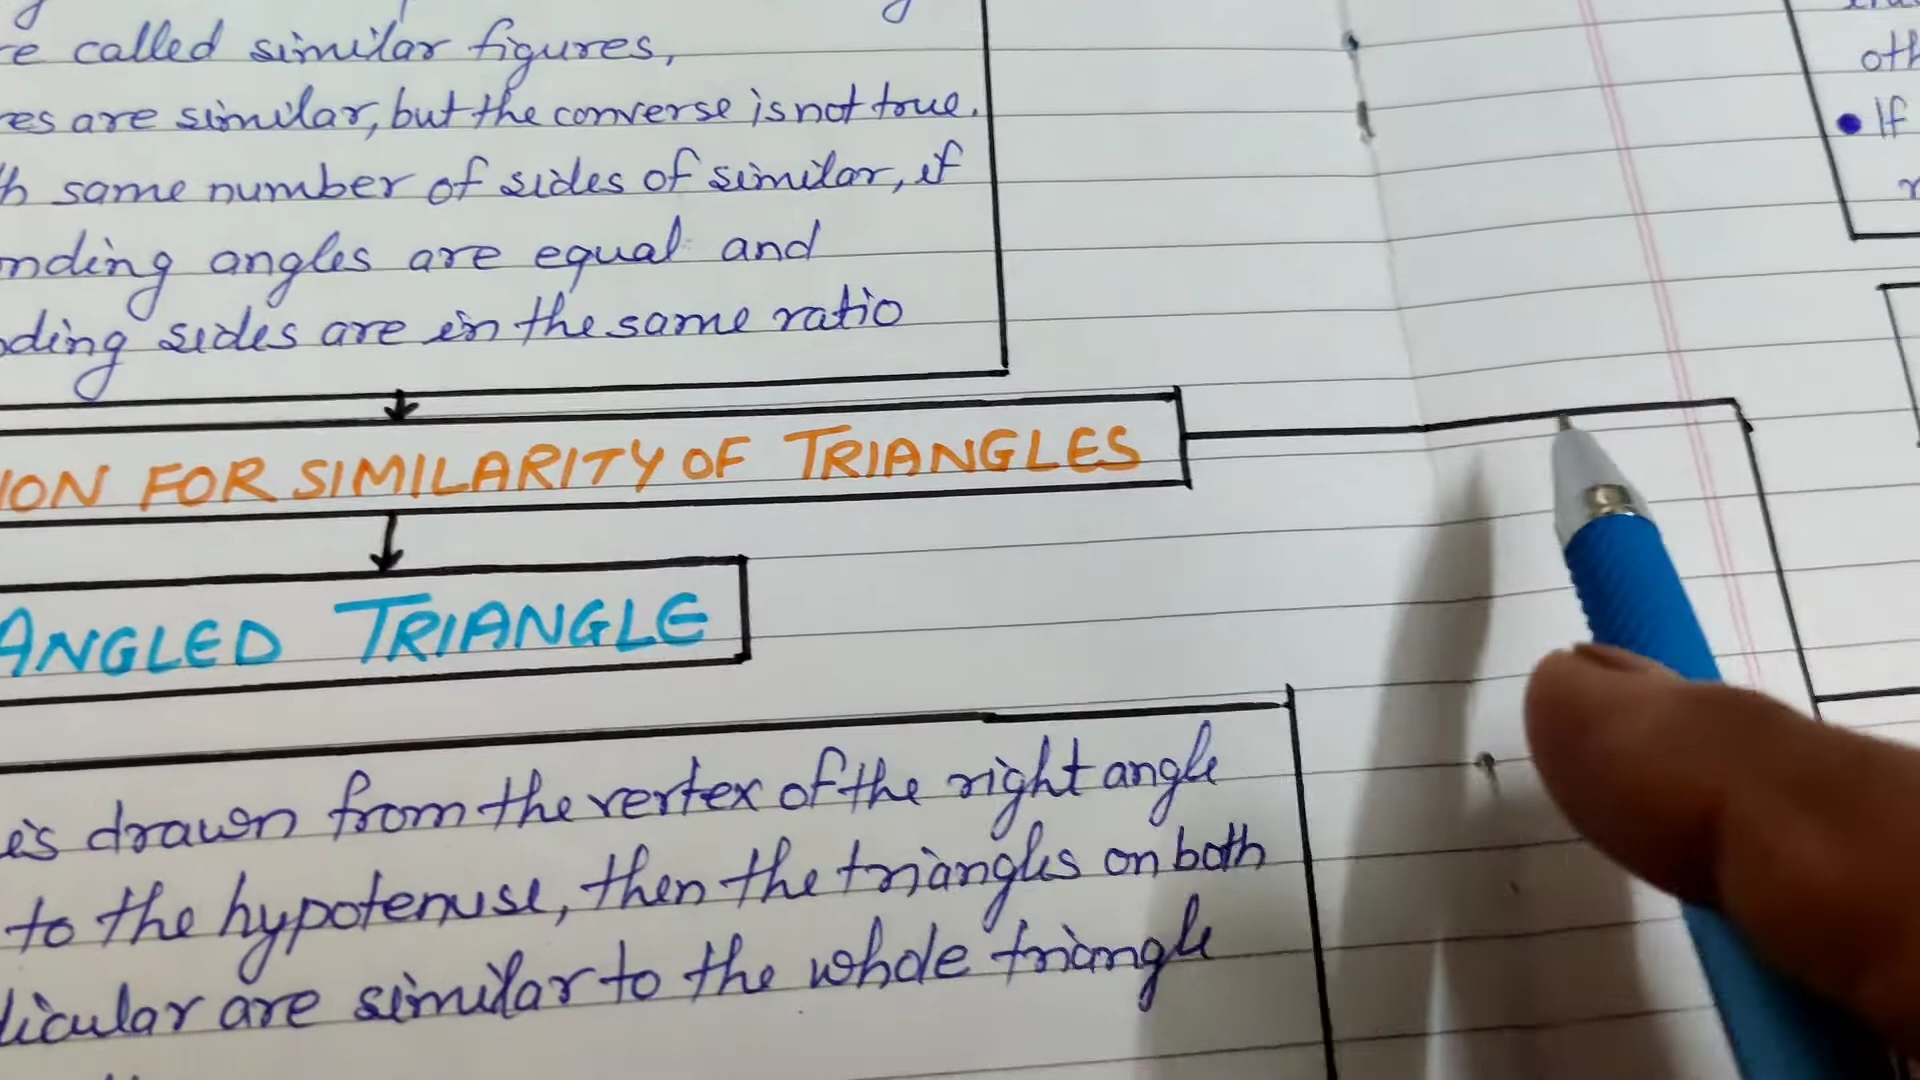 e called similar figures,
es are similar, but the converse is not true.
h same number of sides of similar, if
nding angles are equal and
ding sides are in the same ratio
ION FOR SIMILARITY OF TRIANGLES
ANGLED TRIANGLE
is drawn from the vertex of the right angle
to the hypotenuse, then the triangles on both
licular are similar to the whole triangle
oth
• If